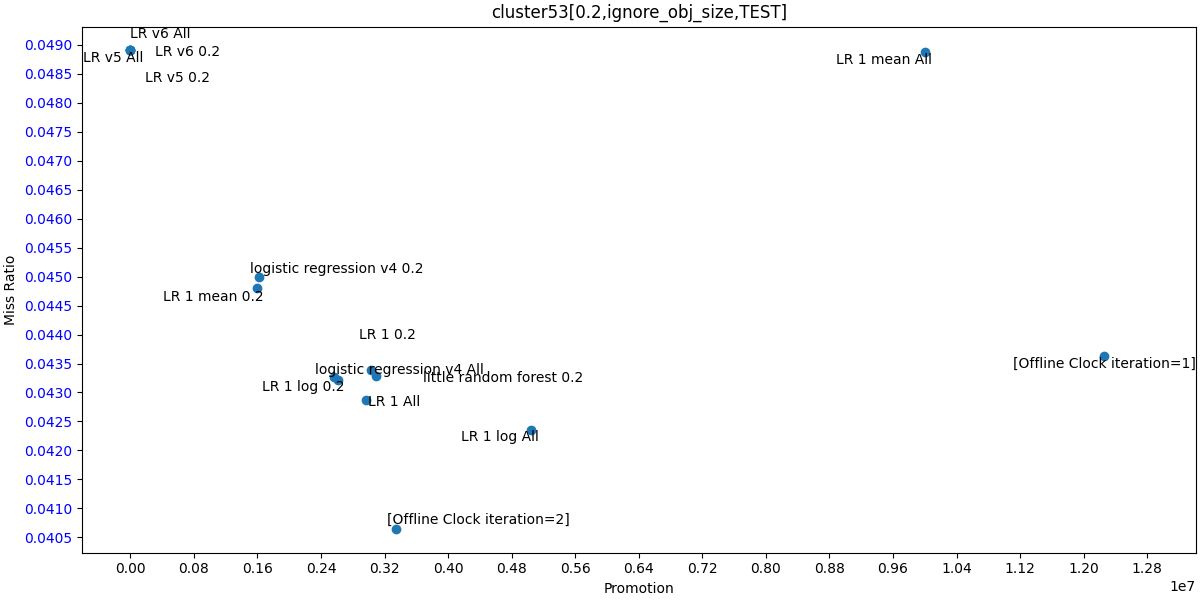 cluster53[0.2,ignore_obj_size,TEST]
Miss Ratio
0.0490
0.0485
0.0480
0.0475
0.0470
0.0465
0.0460
0.0455
0.0450
0.0445
0.0440
0.0435
0.0430
0.0425
0.0420
0.0415
0.0410
0.0405
LR v6 All
LR v6 0.2
LR v5 All
LR v5 0.2
LR 1 mean All
logistic regression v4 0.2
LR 1 mean 0.2
LR 1 0.2
[Offline Clock iteration=1]
logistic regression v4 All
little random forest 0.2
LR 1 log 0.2
LR 1 All
LR 1 log All
[Offline Clock iteration=2]
0.00 0.08 0.16 0.24 0.32 0.40 0.48 0.56 0.64 0.72 0.80 0.88 0.96 1.04 1.12 1.20 1.28
1e7
Promotion